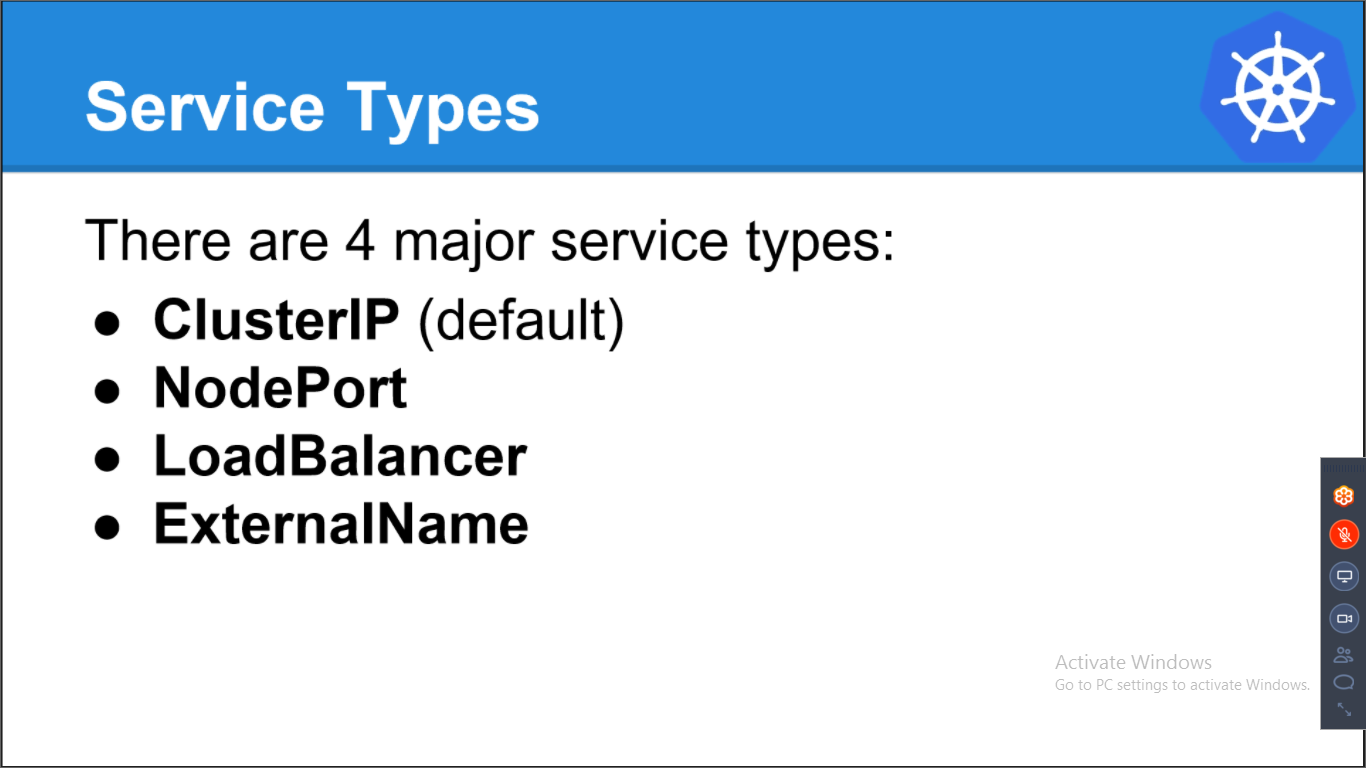 Service Types
There are 4 major service types:
● ClusterIP (default)
● NodePort
● LoadBalancer
● ExternalName
Activate Windows
Go to PC settings to activate Windows.